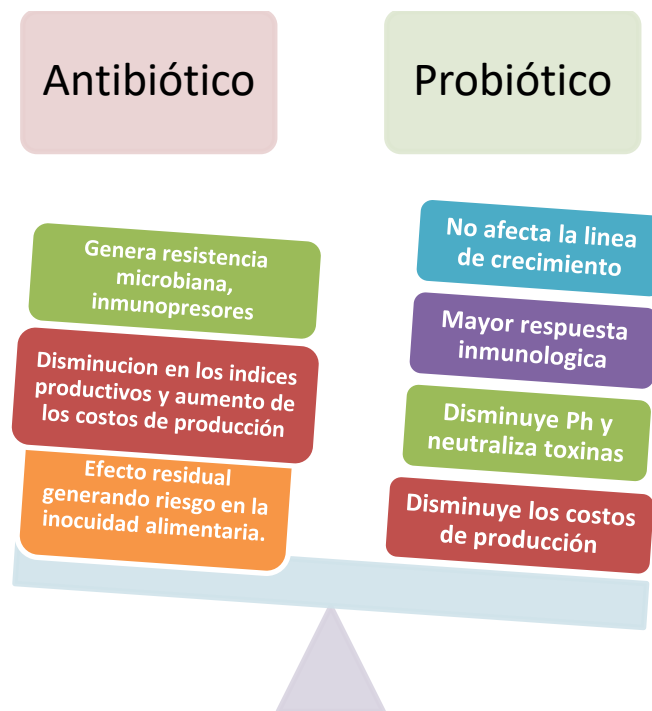 Antibiótico
Probiótico
Genera resistencia
microbiana,
inmunopresores
Disminucion en los indices
productivos y aumento de
los costos de producción
Efecto residual
generando riesgo en la
inocuidad alimentaria.
No afecta la linea
de crecimiento
Mayor respuesta
inmunologica
Disminuye Ph y
neutraliza toxinas
Disminuye los costos
de producción